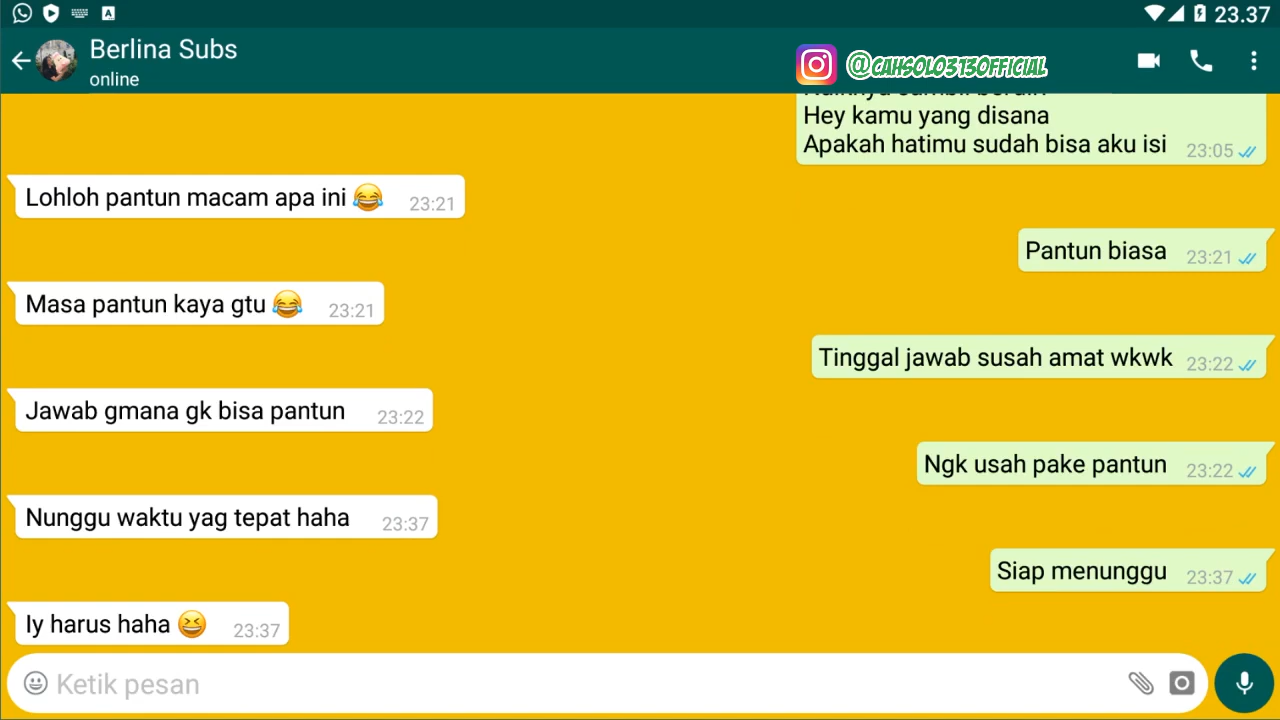 23.37
Berlina Subs
online
@CAHSOLO313OFFICIAL
Hey kamu yang disana
Apakah hatimu sudah bisa aku isi 23:05
Lohloh pantun macam apa ini 😂 23:21
Pantun biasa 23:21
Masa pantun kaya gtu 😂 23:21
Tinggal jawab susah amat wkwk 23:22
Jawab gmana gk bisa pantun 23:22
Ngk usah pake pantun 23:22
Nunggu waktu yag tepat haha 23:37
Siap menunggu 23:37
Iy harus haha 😆 23:37
Ketik pesan